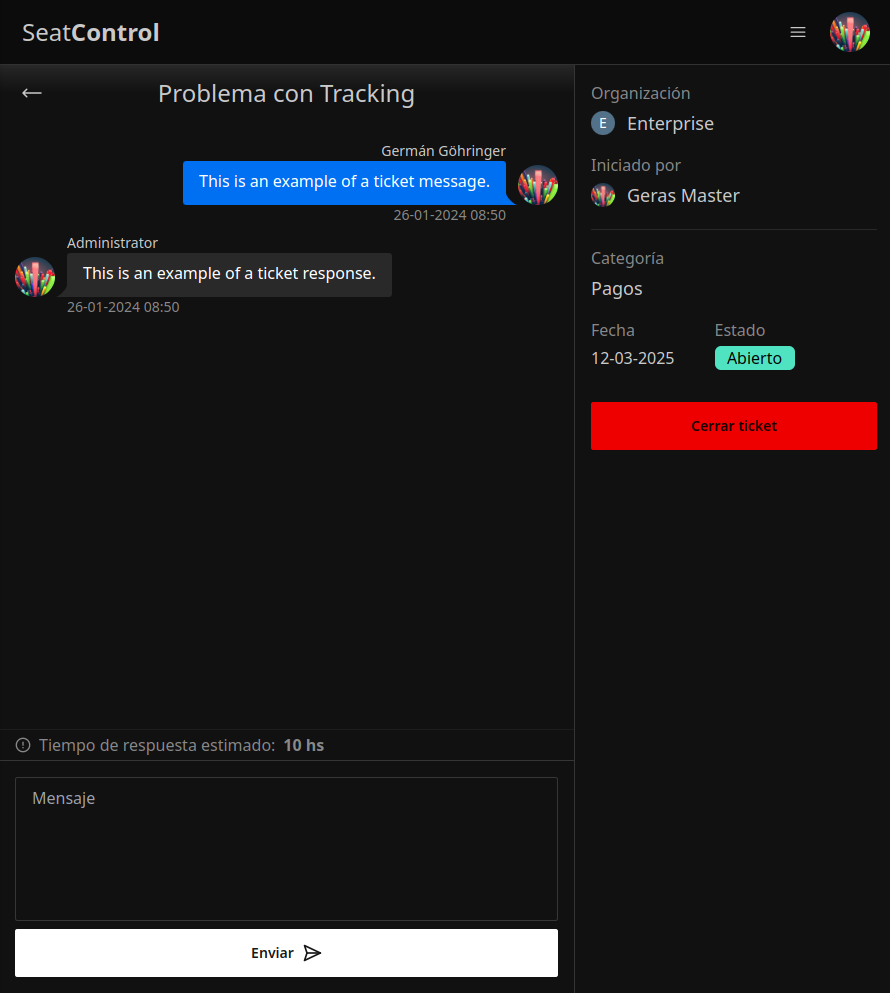 SeatControl
Problema con Tracking
Germán Göhringer
This is an example of a ticket message.
26-01-2024 08:50
Administrator
This is an example of a ticket response.
26-01-2024 08:50
Tiempo de respuesta estimado: 10 hs
Mensaje
Enviar
Organización
E Enterprise
Iniciado por
Geras Master
Categoría
Pagos
Fecha Estado
12-03-2025 Abierto
Cerrar ticket